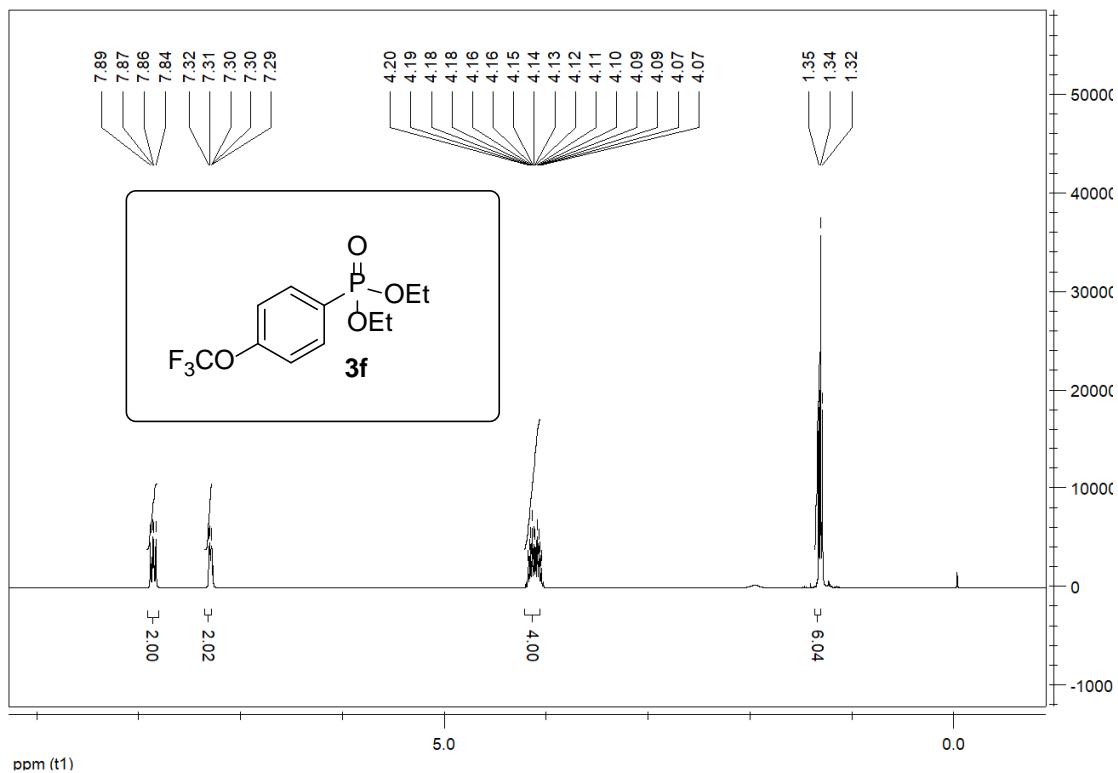 7.89 7.87 7.86 7.84 7.32 7.31 7.30 7.30 7.29 4.20 4.19 4.18 4.18 4.16 4.16 4.15 4.14 4.13 4.12 4.11 4.10 4.09 4.09 4.07 4.07 1.35 1.34 1.32
50000
40000
30000
20000
10000
0
-1000
O
P
OEt
OEt
F3CO
3f
2.00 2.02 4.00 6.04
5.0 0.0
ppm (t1)